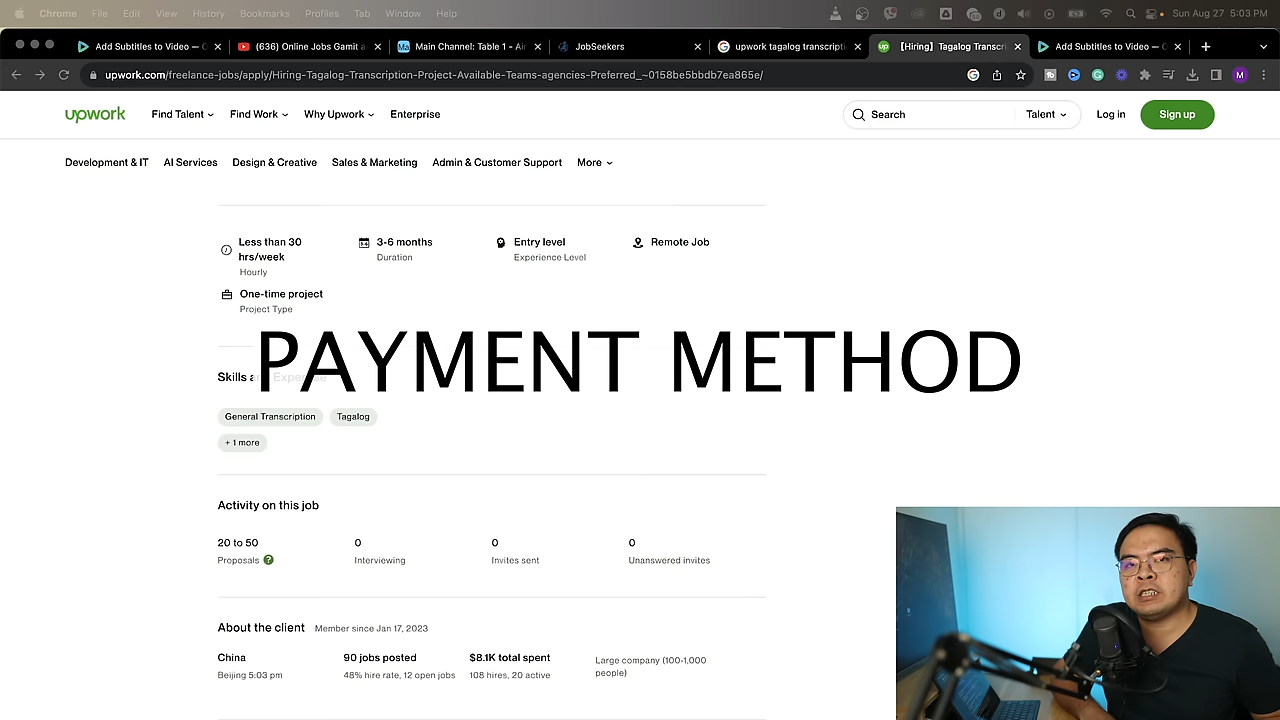 Chrome File Edit View History Bookmarks Profiles Tab Window Help Sun Aug 27 5:03 PM
Add Subtitles to Video — C (636) Online Jobs Gamit a Main Channel: Table 1 - Air JobSeekers upwork tagalog transcripti [Hiring] Tagalog Transcri Add Subtitles to Video — C
upwork.com/freelance-jobs/apply/Hiring-Tagalog-Transcription-Project-Available-Teams-agencies-Preferred_~0158be5bbdb7ea865e/ M
upwork Find Talent Find Work Why Upwork Enterprise Search Talent Log in Sign up
Development & IT AI Services Design & Creative Sales & Marketing Admin & Customer Support More
Less than 30 hrs/week
Hourly
3-6 months
Duration
Entry level
Experience Level
Remote Job
One-time project
Project Type
PAYMENT METHOD
Skills and Expertise
General Transcription Tagalog
+ 1 more
Activity on this job
20 to 50 0 0 0
Proposals ? Interviewing Invites sent Unanswered invites
About the client Member since Jan 17, 2023
China 90 jobs posted $8.1K total spent Large company (100-1,000
Beijing 5:03 pm 48% hire rate, 12 open jobs 108 hires, 20 active people)